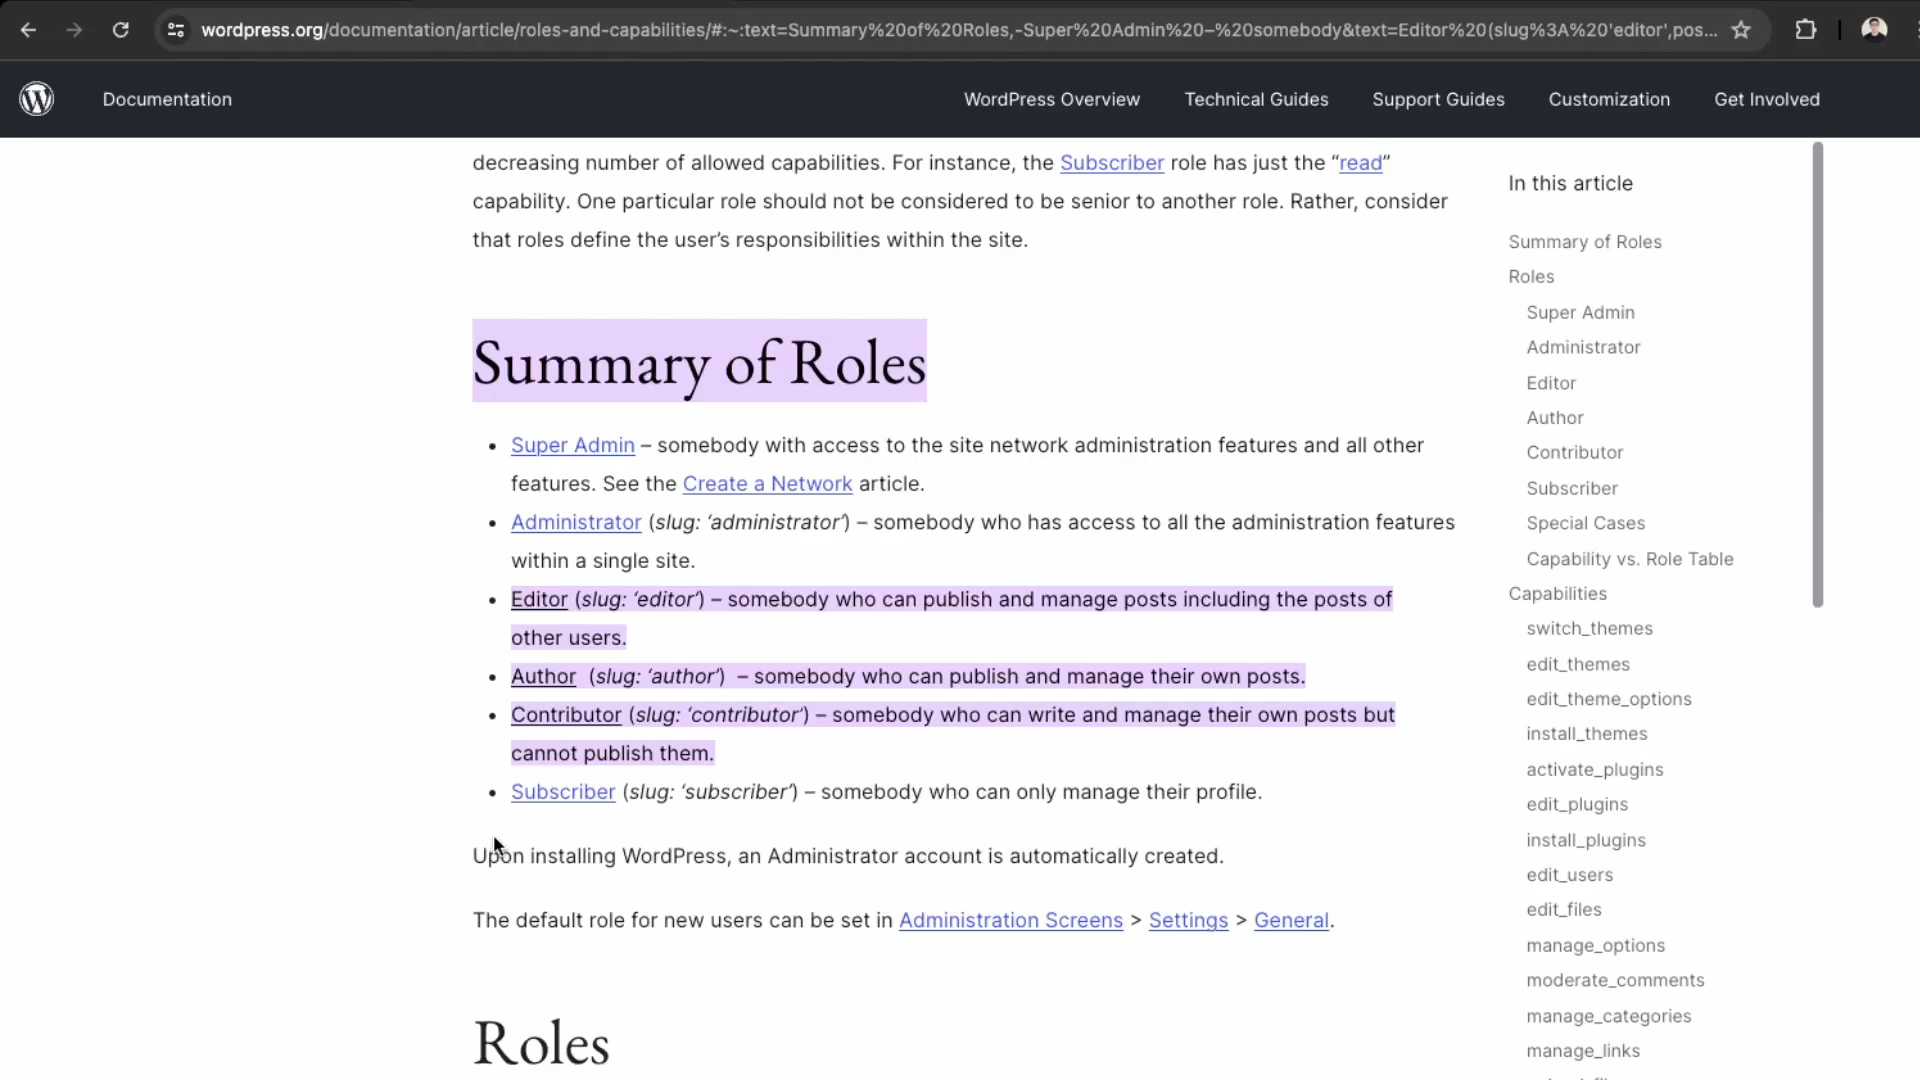 wordpress.org/documentation/article/roles-and-capabilities/#:~:text=Summary%20of%20Roles,-Super%20Admin%20–%20somebody&text=Editor%20(slug%3A%20'editor',pos...
Documentation
WordPress Overview
Technical Guides
Support Guides
Customization
Get Involved
decreasing number of allowed capabilities. For instance, the Subscriber role has just the “read”
capability. One particular role should not be considered to be senior to another role. Rather, consider
that roles define the user’s responsibilities within the site.
Summary of Roles
• Super Admin – somebody with access to the site network administration features and all other
features. See the Create a Network article.
• Administrator (slug: ‘administrator’) – somebody who has access to all the administration features
within a single site.
• Editor (slug: ‘editor’) – somebody who can publish and manage posts including the posts of
other users.
• Author (slug: ‘author’) – somebody who can publish and manage their own posts.
• Contributor (slug: ‘contributor’) – somebody who can write and manage their own posts but
cannot publish them.
• Subscriber (slug: ‘subscriber’) – somebody who can only manage their profile.
Upon installing WordPress, an Administrator account is automatically created.
The default role for new users can be set in Administration Screens > Settings > General.
Roles
In this article
Summary of Roles
Roles
Super Admin
Administrator
Editor
Author
Contributor
Subscriber
Special Cases
Capability vs. Role Table
Capabilities
switch_themes
edit_themes
edit_theme_options
install_themes
activate_plugins
edit_plugins
install_plugins
edit_users
edit_files
manage_options
moderate_comments
manage_categories
manage_links